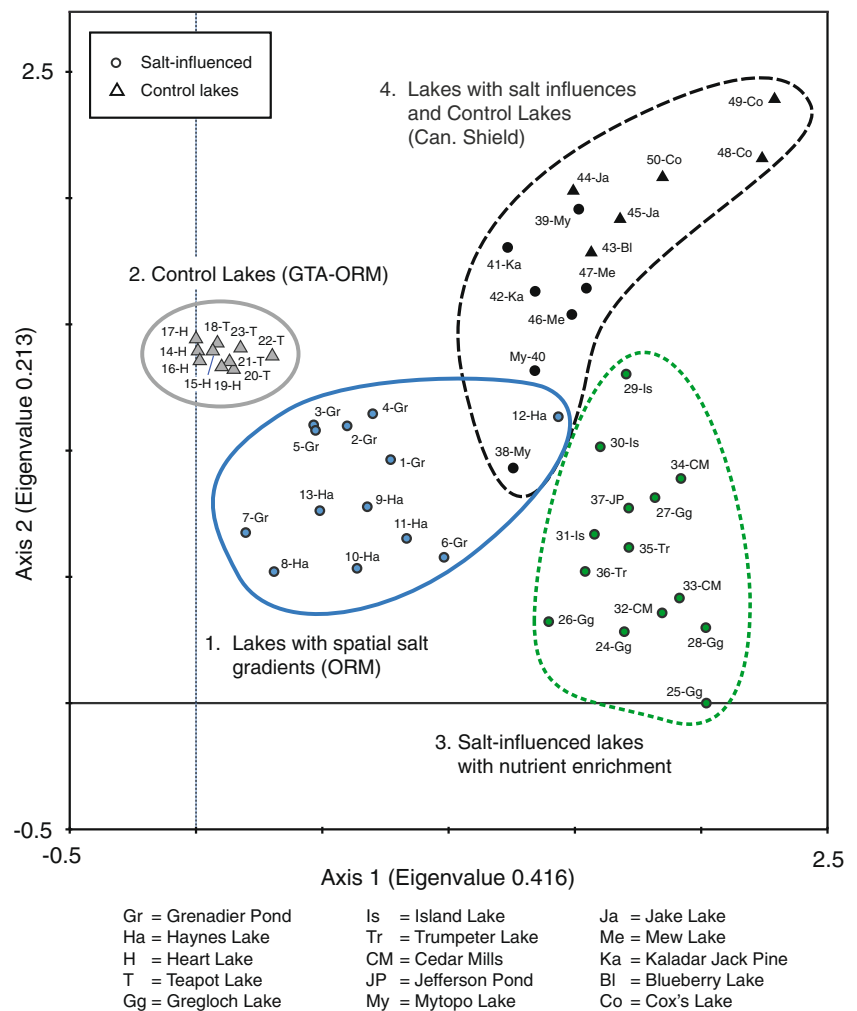 2.5
Salt-influenced
Control lakes
4. Lakes with salt influences
and Control Lakes
(Can. Shield)
49-Co
48-Co
50-Co
44-Ja
39-My
45-Ja
43-Bl
41-Ka
47-Me
42-Ka
46-Me
My-40
2. Control Lakes (GTA-ORM)
17-H
18-T
23-T
22-T
14-H
16-H
21-T
20-T
15-H
19-H
29-Is
12-Ha
3-Gr
4-Gr
5-Gr
2-Gr
1-Gr
38-My
30-Is
34-CM
37-JP
27-Gg
13-Ha
9-Ha
7-Gr
11-Ha
31-Is
35-Tr
6-Gr
8-Ha
10-Ha
36-Tr
33-CM
32-CM
26-Gg
24-Gg
28-Gg
25-Gg
1. Lakes with spatial salt
gradients (ORM)
3. Salt-influenced lakes
with nutrient enrichment
Axis 2 (Eigenvalue 0.213)
-0.5
-0.5
2.5
Axis 1 (Eigenvalue 0.416)
Gr = Grenadier Pond
Ha = Haynes Lake
H = Heart Lake
T = Teapot Lake
Gg = Gregloch Lake
Is = Island Lake
Tr = Trumpeter Lake
CM = Cedar Mills
JP = Jefferson Pond
My = Mytopo Lake
Ja = Jake Lake
Me = Mew Lake
Ka = Kaladar Jack Pine
Bl = Blueberry Lake
Co = Cox's Lake